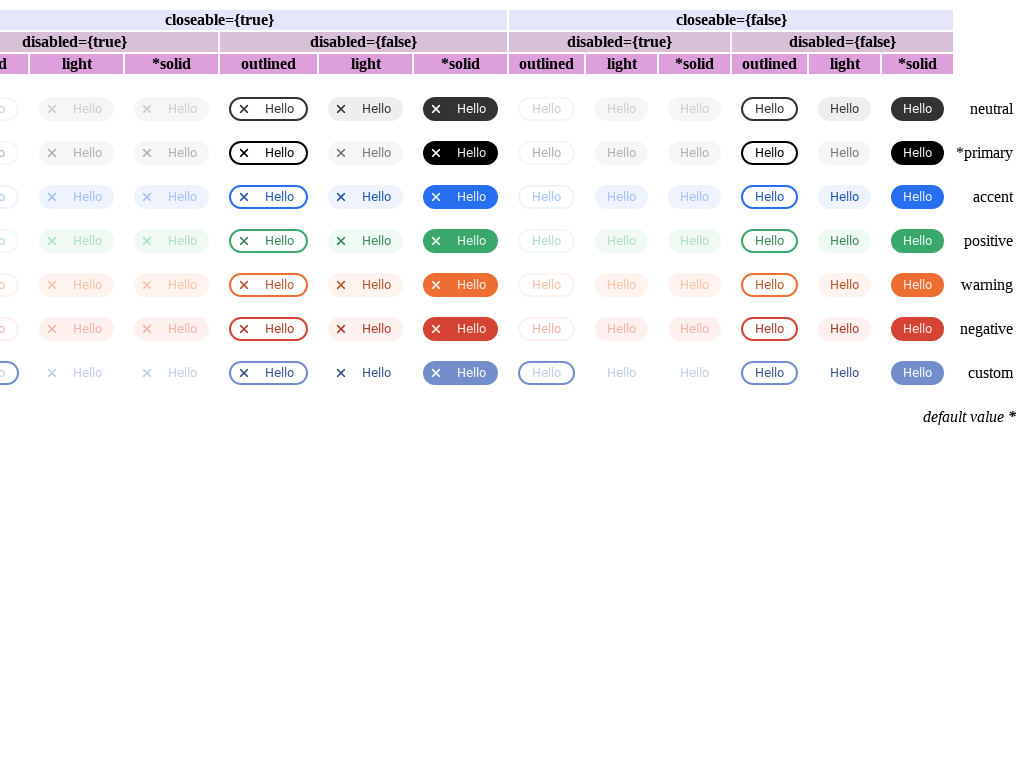 closeable={true} closeable={false}
disabled={true} disabled={false} disabled={true} disabled={false}
light *solid outlined light *solid outlined light *solid outlined light *solid
Hello Hello Hello Hello Hello Hello Hello Hello Hello Hello Hello neutral
Hello Hello Hello Hello Hello Hello Hello Hello Hello Hello Hello *primary
Hello Hello Hello Hello Hello Hello Hello Hello Hello Hello Hello accent
Hello Hello Hello Hello Hello Hello Hello Hello Hello Hello Hello positive
Hello Hello Hello Hello Hello Hello Hello Hello Hello Hello Hello warning
Hello Hello Hello Hello Hello Hello Hello Hello Hello Hello Hello negative
Hello Hello Hello Hello Hello Hello Hello Hello Hello Hello Hello custom
default value *